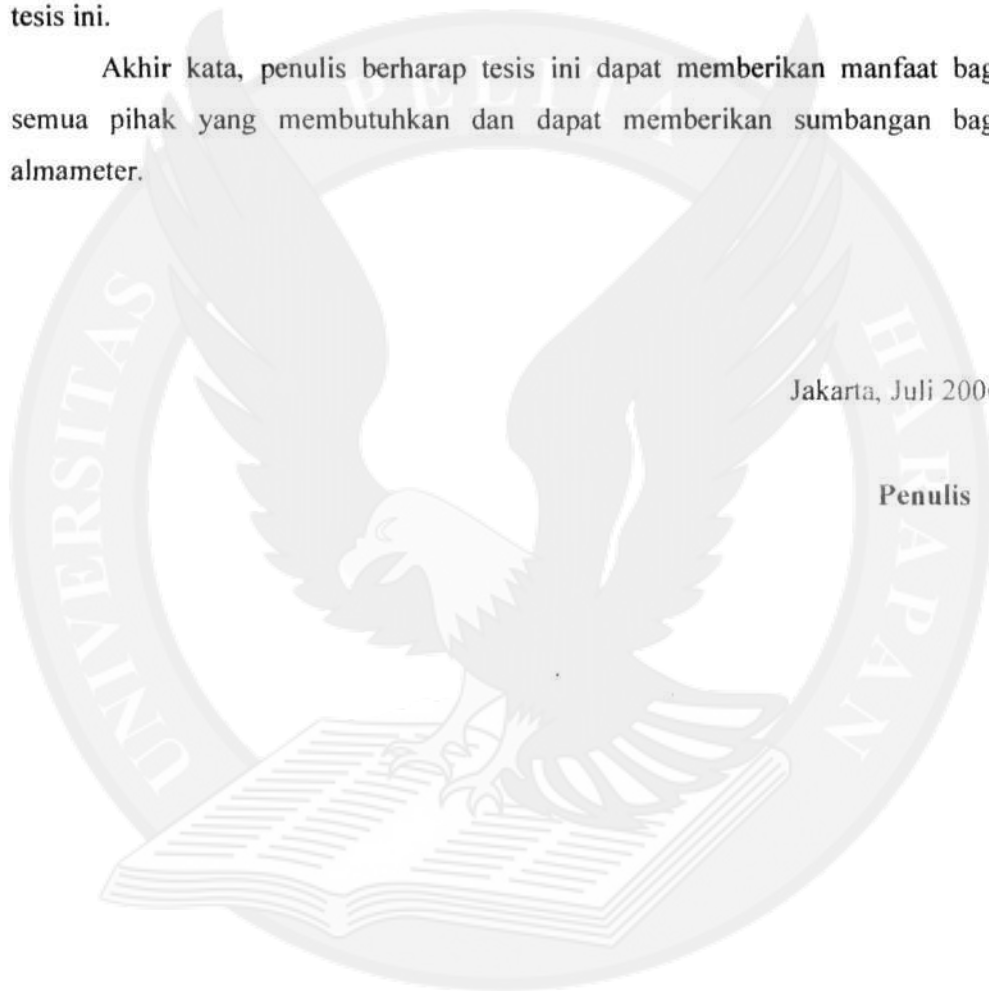 tesis ini.
Akhir kata, penulis berharap tesis ini dapat memberikan manfaat bag
semua pihak yang membutuhkan dan dapat memberikan sumbangan bag
almameter.
Jakarta, Juli 200
Penulis
UNIVERSITAS PELITA HARAPAN